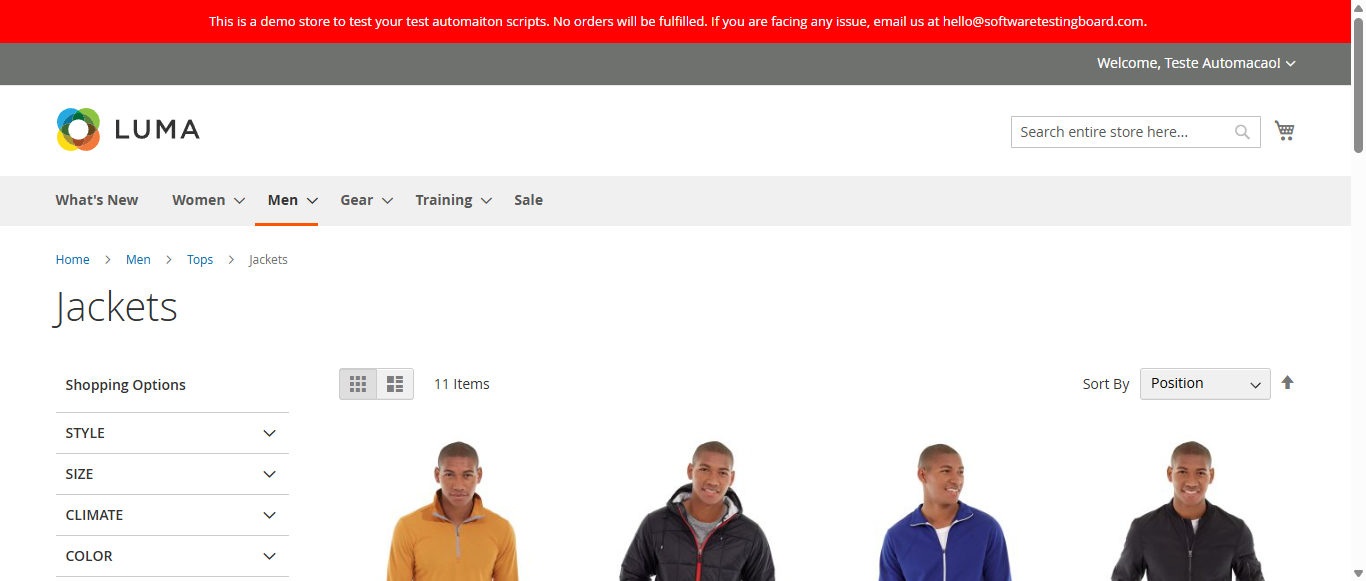 This is a demo store to test your test automaiton scripts. No orders will be fulfilled. If you are facing any issue, email us at hello@softwaretestingboard.com.
Welcome, Teste Automacao!
LUMA
Search entire store here...
What's New Women Men Gear Training Sale
Home Men Tops Jackets
Jackets
Shopping Options
11 Items
Sort By Position
STYLE
SIZE
CLIMATE
COLOR